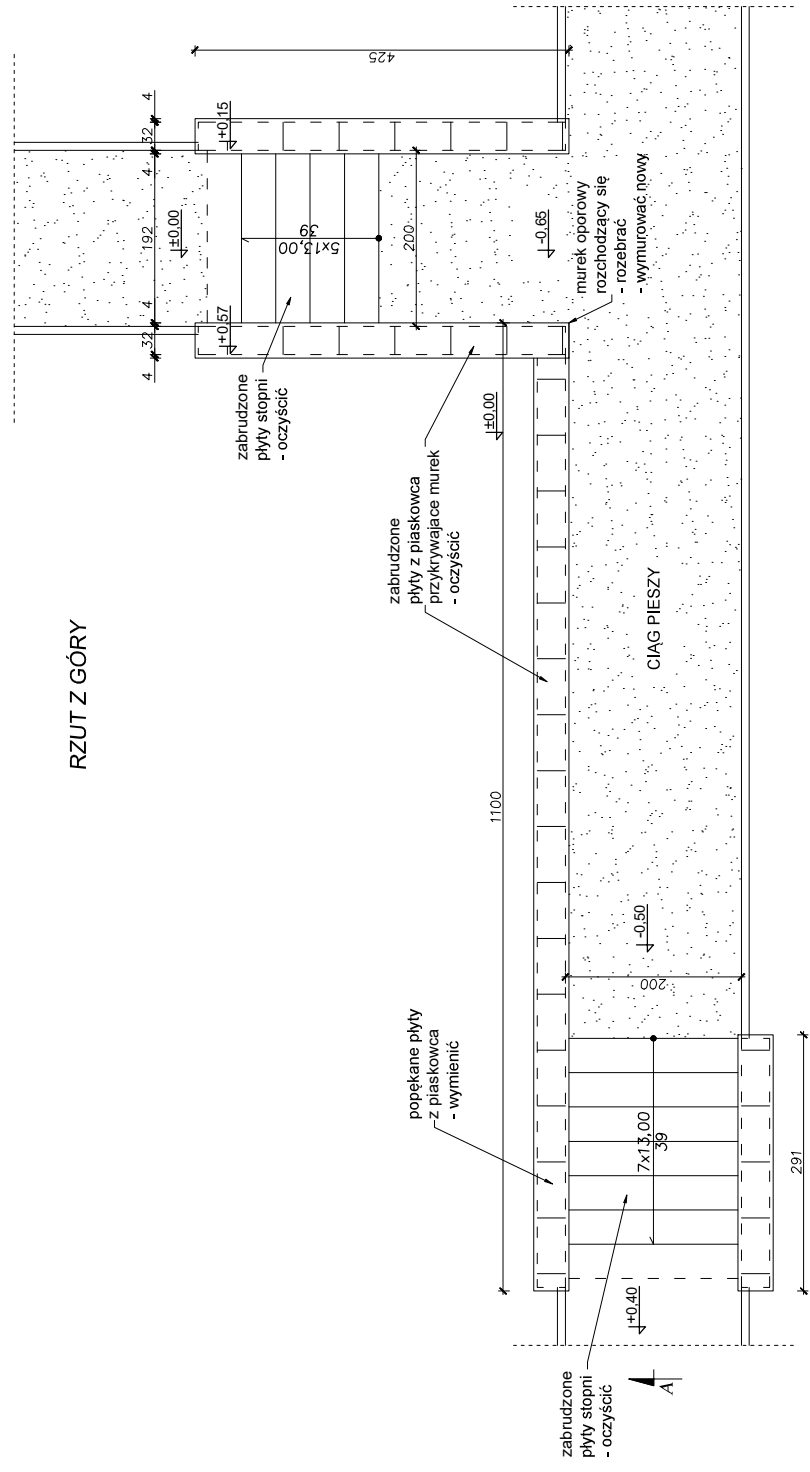 RZUT Z GÓRY
425
4
32
4
192
4
32
4
+0,15
±0,00
+0,57
5x13,00
39
200
-0,65
murek oporowy
rozchodzący się
- rozebrać
- wymurować nowy
zabrudzone
płyty stopni
- oczyścić
±0,00
zabrudzone
płyty z piaskowca
przykrywajace murek
- oczyścić
1100
CIĄG PIESZY
-0,50
200
popękane płyty
z piaskowca
- wymienić
7x13,00
39
291
+0,40
zabrudzone
płyty stopni
- oczyścić
A